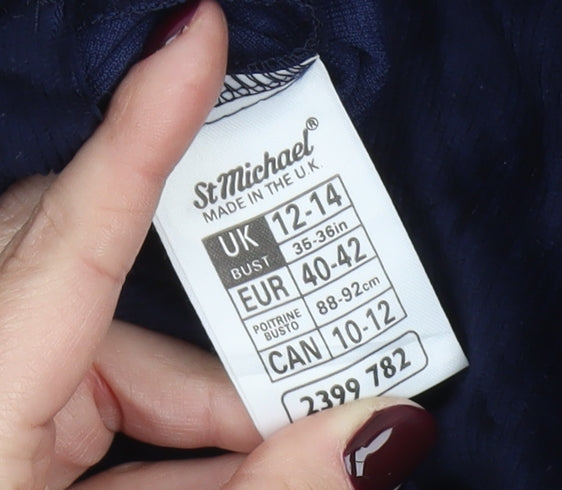 St Michael®
MADE IN THE U.K.
UK 12-14
BUST 35-36in
EUR 40-42
POITRINE BUSTO 88-92cm
CAN 10-12
2399 782